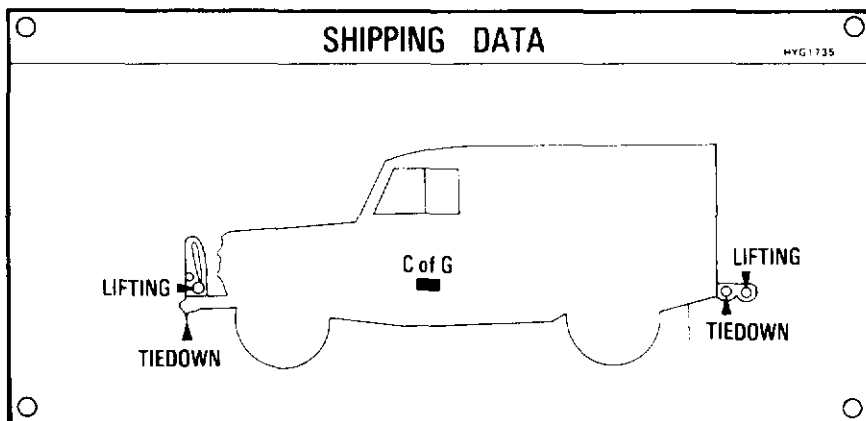 SHIPPING DATA
HYG1735
C of G
LIFTING
LIFTING
TIEDOWN
TIEDOWN